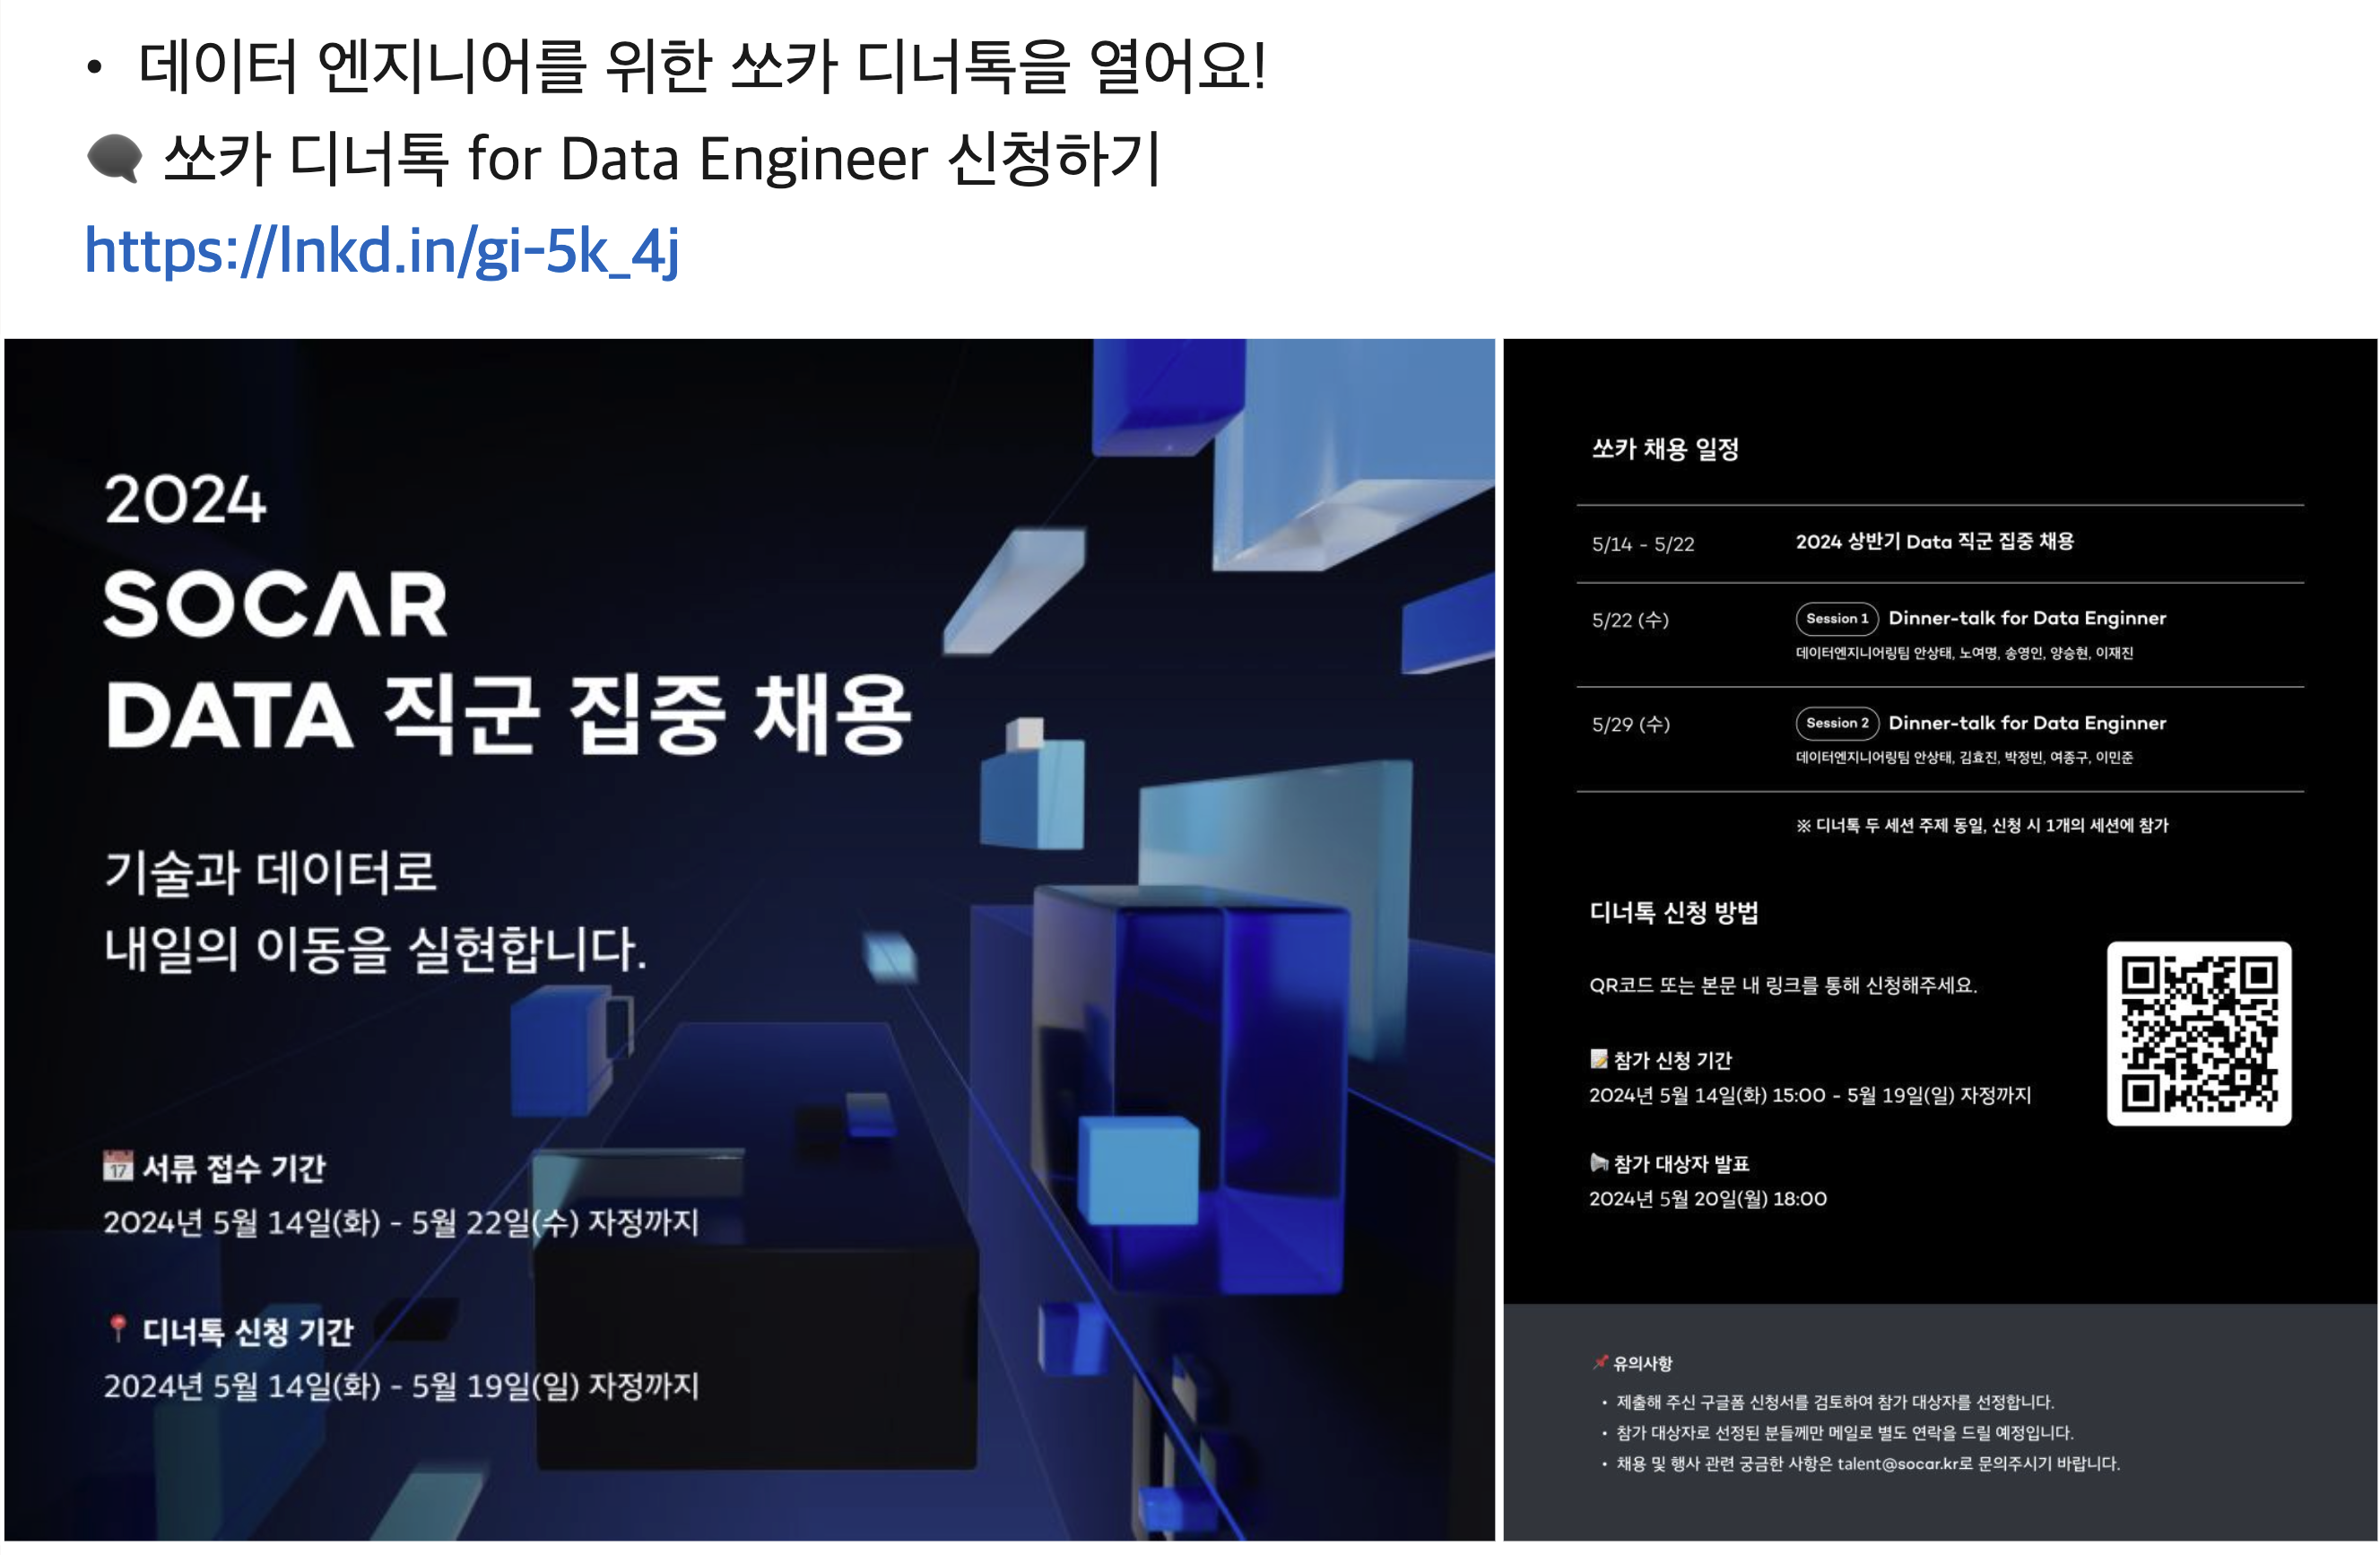 • 데이터 엔지니어를 위한 쏘카 디너톡을 열어요!
🗨️ 쏘카 디너톡 for Data Engineer 신청하기
https://lnkd.in/gi-5k_4j
2024
SOCAR
DATA 직군 집중 채용
기술과 데이터로
내일의 이동을 실현합니다.
📅 서류 접수 기간
2024년 5월 14일(화) - 5월 22일(수) 자정까지
📍 디너톡 신청 기간
2024년 5월 14일(화) - 5월 19일(일) 자정까지
쏘카 채용 일정
5/14 - 5/22 2024 상반기 Data 직군 집중 채용
5/22 (수) Session 1 Dinner-talk for Data Enginner
데이터엔지니어링팀 안상태, 노여명, 송영인, 양승현, 이재진
5/29 (수) Session 2 Dinner-talk for Data Enginner
데이터엔지니어링팀 안상태, 김효진, 박정빈, 여종구, 이민준
※ 디너톡 두 세션 주제 동일, 신청 시 1개의 세션에 참가
디너톡 신청 방법
QR코드 또는 본문 내 링크를 통해 신청해주세요.
📝 참가 신청 기간
2024년 5월 14일(화) 15:00 - 5월 19일(일) 자정까지
📢 참가 대상자 발표
2024년 5월 20일(월) 18:00
📌 유의사항
• 제출해 주신 구글폼 신청서를 검토하여 참가 대상자를 선정합니다.
• 참가 대상자로 선정된 분들께만 메일로 별도 연락을 드릴 예정입니다.
• 채용 및 행사 관련 궁금한 사항은 talent@socar.kr로 문의주시기 바랍니다.